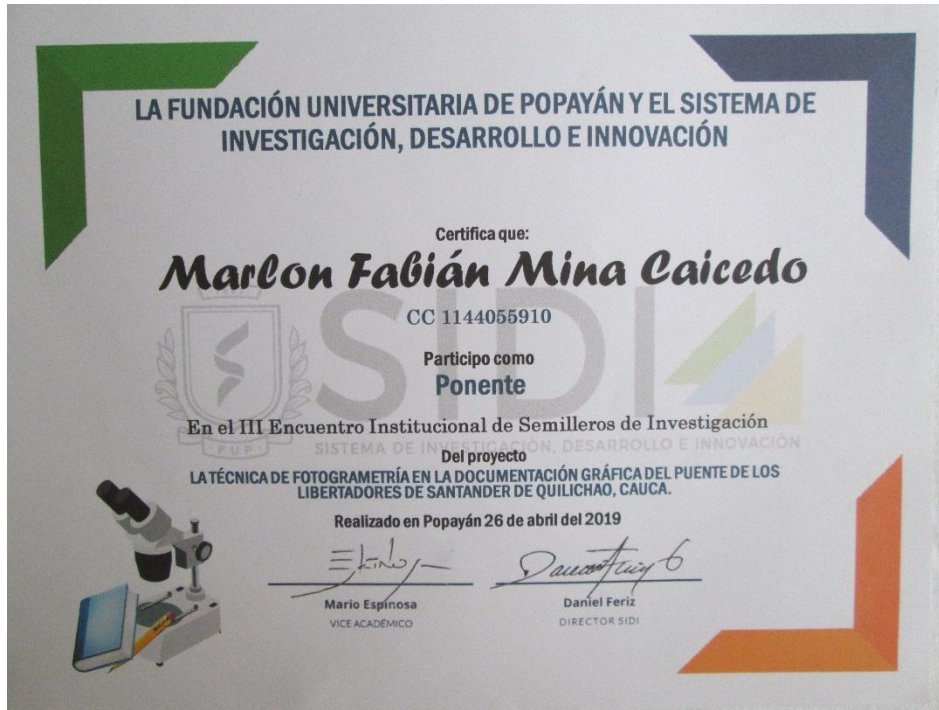 LA FUNDACIÓN UNIVERSITARIA DE POPAYÁN Y EL SISTEMA DE
INVESTIGACIÓN, DESARROLLO E INNOVACIÓN
Certifica que:
Marlon Fabián Mina Caicedo
CC 1144055910
SIDI
Participo como
Ponente
En el III Encuentro Institucional de Semilleros de Investigación
FUP
SISTEMA DE INVESTIGACIÓN, DESARROLLO E INNOVACIÓN
Del proyecto
LA TÉCNICA DE FOTOGRAMETRÍA EN LA DOCUMENTACIÓN GRÁFICA DEL PUENTE DE LOS
LIBERTADORES DE SANTANDER DE QUILICHAO, CAUCA.
Realizado en Popayán 26 de abril del 2019
Mario Espinosa
VICE ACADÉMICO
Daniel Feriz
DIRECTOR SIDI